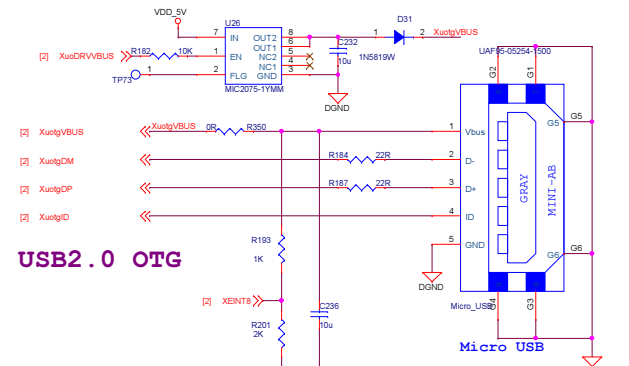 VDD_5V
U26
D31
7 IN OUT2 8
OUT1 6
1 EN NC2 5
NC1 4
2 FLG GND 3
MIC2075-1YMM
[2] XuoDRVVBUS R182 10K
TP73 1
C232
10u
1 2 XuotgVBUS
1N5819W
DGND
UAF95-05254-1500
G2 G1
[2] XuotgVBUS XuotgVBUS 0R R350 1 Vbus G5 G5
[2] XuotgDM R184 22R 2 D-
[2] XuotgDP R187 22R 3 D+
[2] XuotgID 4 ID
GRAY
MINI-AB
5 GND G6 G6
USB2.0 OTG
R193
1K
DGND
[2] XEINT8
C236
10u
R201
2K
Micro_USB
G4 G3
Micro USB